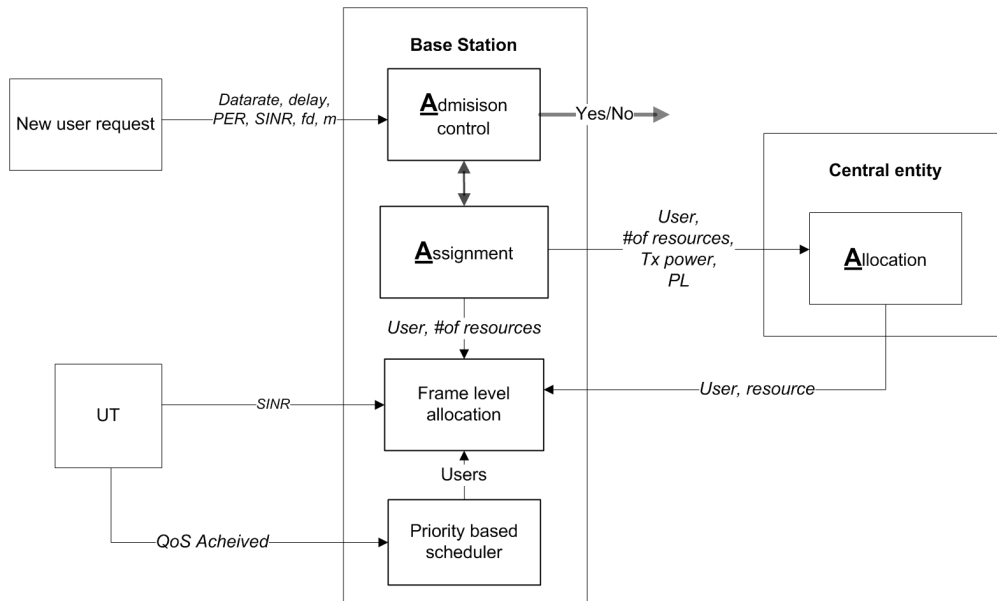 Base Station
New user request
Datarate, delay,
PER, SINR, fd, m
Admisison
control
Yes/No
Central entity
Assignment
User,
#of resources,
Tx power,
PL
Allocation
User, #of resources
UT
SINR
Frame level
allocation
User, resource
Users
QoS Acheived
Priority based
scheduler